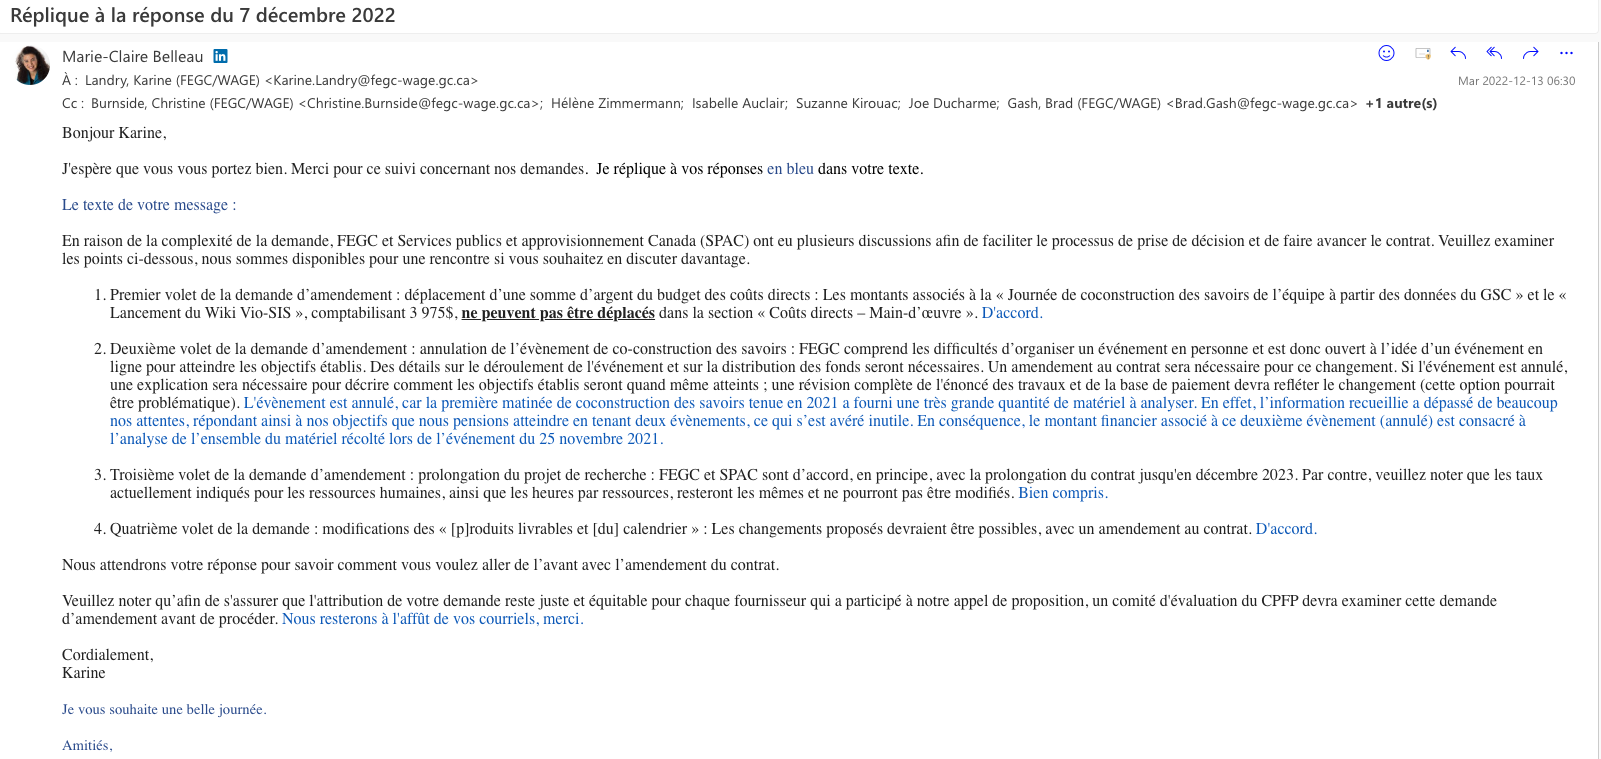 Réplique à la réponse du 7 décembre 2022
Marie-Claire Belleau in
À : Landry, Karine (FEGC/WAGE) <Karine.Landry@fegc-wage.gc.ca>
Mar 2022-12-13 06:30
Cc : Burnside, Christine (FEGC/WAGE) <Christine.Burnside@fegc-wage.gc.ca>; Hélène Zimmermann; Isabelle Auclair; Suzanne Kirouac; Joe Ducharme; Gash, Brad (FEGC/WAGE) <Brad.Gash@fegc-wage.gc.ca> +1 autre(s)
Bonjour Karine,
J'espère que vous vous portez bien. Merci pour ce suivi concernant nos demandes. Je réplique à vos réponses en bleu dans votre texte.
Le texte de votre message :
En raison de la complexité de la demande, FEGC et Services publics et approvisionnement Canada (SPAC) ont eu plusieurs discussions afin de faciliter le processus de prise de décision et de faire avancer le contrat. Veuillez examiner
les points ci-dessous, nous sommes disponibles pour une rencontre si vous souhaitez en discuter davantage.
1. Premier volet de la demande d'amendement : déplacement d'une somme d'argent du budget des coûts directs : Les montants associés à la « Journée de coconstruction des savoirs de l'équipe à partir des données du GSC » et le «
Lancement du Wiki Vio-SIS », comptabilisant 3 975$, ne peuvent pas être déplacés dans la section « Coûts directs – Main-d'œuvre ». D'accord.
2. Deuxième volet de la demande d'amendement : annulation de l'évènement de co-construction des savoirs : FEGC comprend les difficultés d'organiser un événement en personne et est donc ouvert à l'idée d'un événement en
ligne pour atteindre les objectifs établis. Des détails sur le déroulement de l'événement et sur la distribution des fonds seront nécessaires. Un amendement au contrat sera nécessaire pour ce changement. Si l'événement est annulé,
une explication sera nécessaire pour décrire comment les objectifs établis seront quand même atteints ; une révision complète de l'énoncé des travaux et de la base de paiement devra refléter le changement (cette option pourrait
être problématique). L'évènement est annulé, car la première matinée de coconstruction des savoirs tenue en 2021 a fourni une très grande quantité de matériel à analyser. En effet, l'information recueillie a dépassé de beaucoup
nos attentes, répondant ainsi à nos objectifs que nous pensions atteindre en tenant deux évènements, ce qui s'est avéré inutile. En conséquence, le montant financier associé à ce deuxième évènement (annulé) est consacré à
l'analyse de l'ensemble du matériel récolté lors de l'événement du 25 novembre 2021.
3. Troisième volet de la demande d'amendement : prolongation du projet de recherche : FEGC et SPAC sont d'accord, en principe, avec la prolongation du contrat jusqu'en décembre 2023. Par contre, veuillez noter que les taux
actuellement indiqués pour les ressources humaines, ainsi que les heures par ressources, resteront les mêmes et ne pourront pas être modifiés. Bien compris.
4. Quatrième volet de la demande : modifications des « [p]roduits livrables et [du] calendrier » : Les changements proposés devraient être possibles, avec un amendement au contrat. D'accord.
Nous attendrons votre réponse pour savoir comment vous voulez aller de l'avant avec l'amendement du contrat.
Veuillez noter qu'afin de s'assurer que l'attribution de votre demande reste juste et équitable pour chaque fournisseur qui a participé à notre appel de proposition, un comité d'évaluation du CPFP devra examiner cette demande
d'amendement avant de procéder. Nous resterons à l'affût de vos courriels, merci.
Cordialement,
Karine
Je vous souhaite une belle journée.
Amitiés,